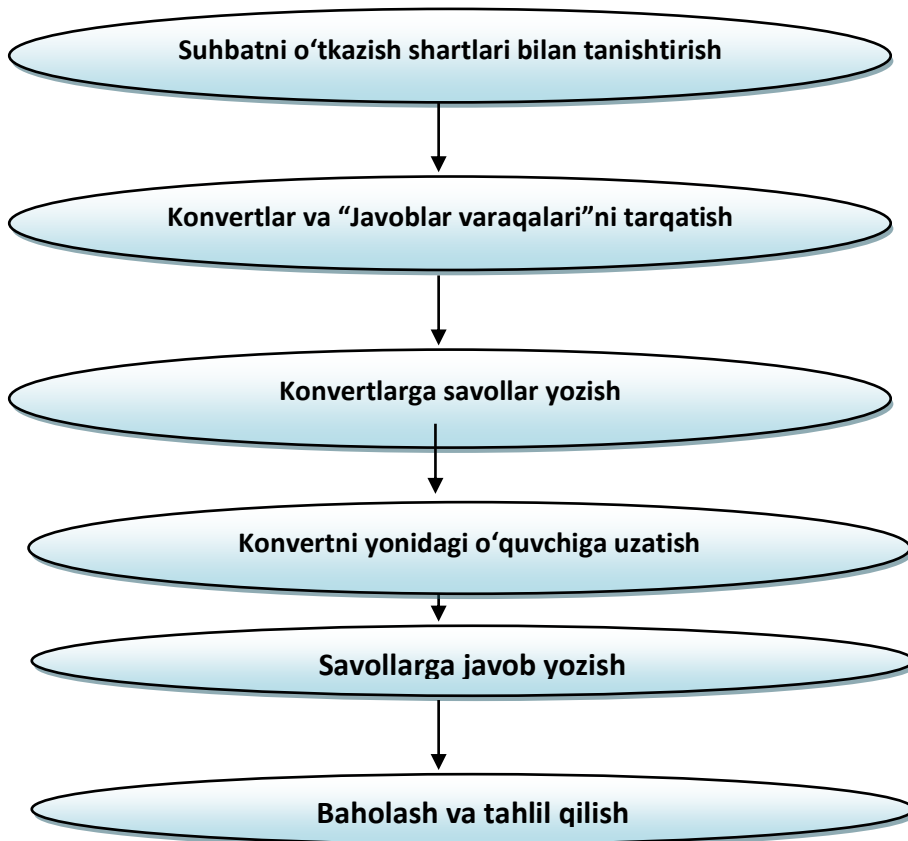 Suhbatni o‘tkazish shartlari bilan tanishtirish
Konvertlar va “Javoblar varaqalari”ni tarqatish
Konvertlarga savollar yozish
Konvertni yonidagi o‘quvchiga uzatish
Savollarga javob yozish
Baholash va tahlil qilish